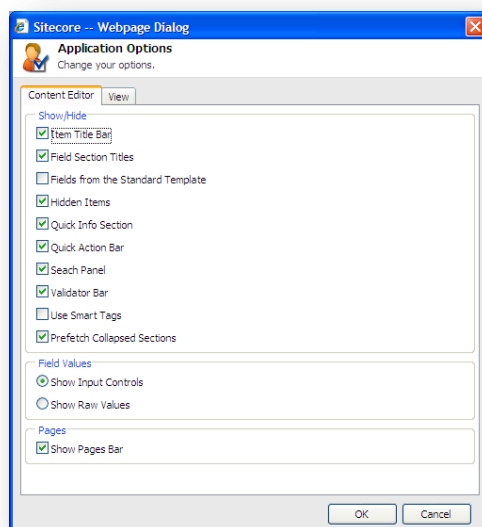 Sitecore -- Webpage Dialog
Application Options
Change your options.
Content Editor View
Show/Hide
Item Title Bar
Field Section Titles
Fields from the Standard Template
Hidden Items
Quick Info Section
Quick Action Bar
Seach Panel
Validator Bar
Use Smart Tags
Prefetch Collapsed Sections
Field Values
Show Input Controls
Show Raw Values
Pages
Show Pages Bar
OK Cancel